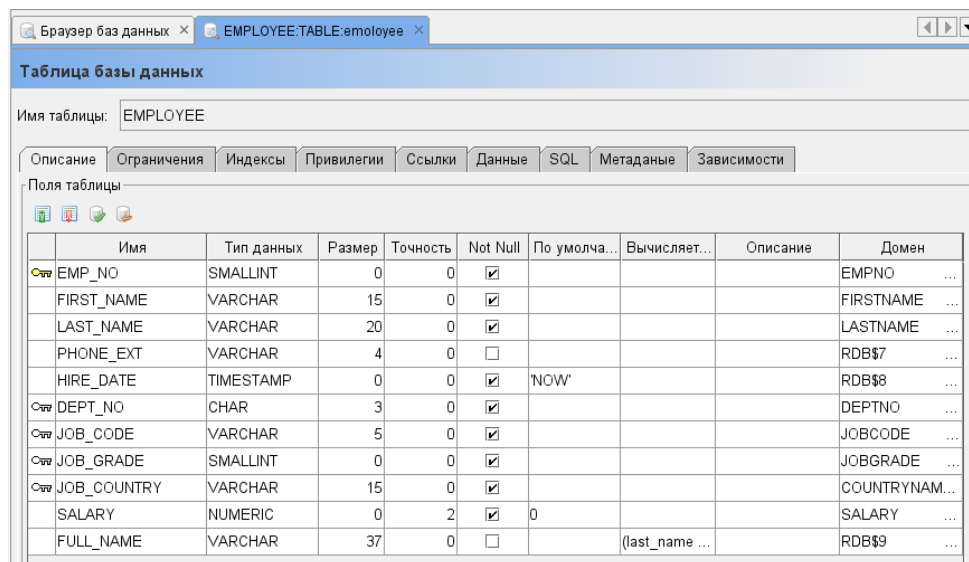 Браузер баз данных × EMPLOYEE:TABLE:emoloyee ×
Таблица базы данных
Имя таблицы: EMPLOYEE
Описание Ограничения Индексы Привилегии Ссылки Данные SQL Метаданые Зависимости
Поля таблицы
Имя Тип данных Размер Точность Not Null По умолча... Вычисляет... Описание Домен
EMP_NO SMALLINT 0 0 EMPNO ...
FIRST_NAME VARCHAR 15 0 FIRSTNAME ...
LAST_NAME VARCHAR 20 0 LASTNAME ...
PHONE_EXT VARCHAR 4 0 RDB$7 ...
HIRE_DATE TIMESTAMP 0 0 'NOW' RDB$8 ...
DEPT_NO CHAR 3 0 DEPTNO ...
JOB_CODE VARCHAR 5 0 JOBCODE ...
JOB_GRADE SMALLINT 0 0 JOBGRADE ...
JOB_COUNTRY VARCHAR 15 0 COUNTRYNAM...
SALARY NUMERIC 0 2 0 SALARY ...
FULL_NAME VARCHAR 37 0 (last_name ... RDB$9 ...